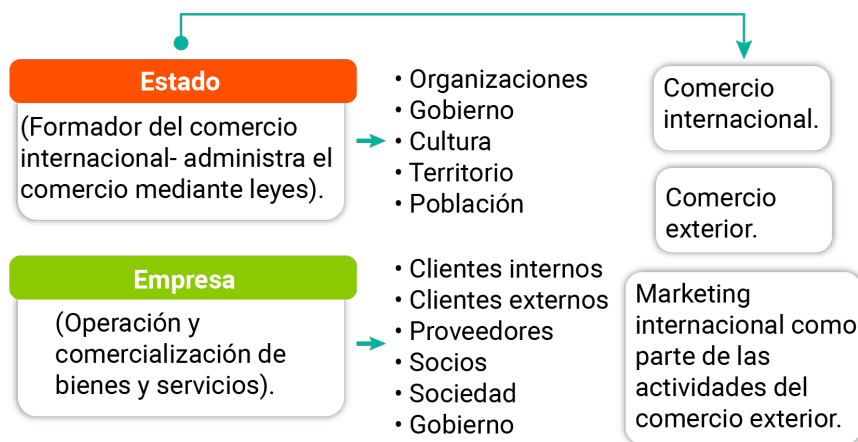 Estado
(Formador del comercio
internacional- administra el
comercio mediante leyes).
• Organizaciones
• Gobierno
• Cultura
• Territorio
• Población
Comercio
internacional.
Comercio
exterior.
Empresa
(Operación y
comercialización de
bienes y servicios).
• Clientes internos
• Clientes externos
• Proveedores
• Socios
• Sociedad
• Gobierno
Marketing
internacional como
parte de las
actividades del
comercio exterior.